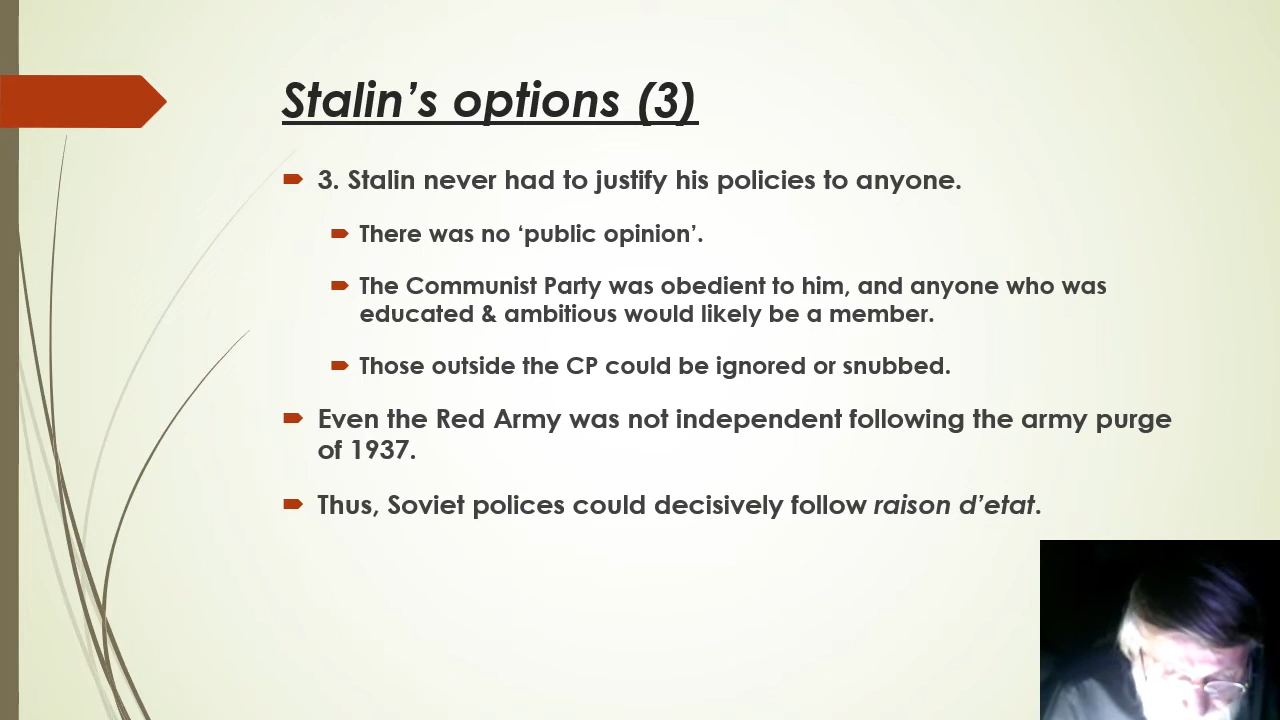 Stalin’s options (3)
3. Stalin never had to justify his policies to anyone.
There was no ‘public opinion’.
The Communist Party was obedient to him, and anyone who was
educated & ambitious would likely be a member.
Those outside the CP could be ignored or snubbed.
Even the Red Army was not independent following the army purge
of 1937.
Thus, Soviet polices could decisively follow raison d’etat.